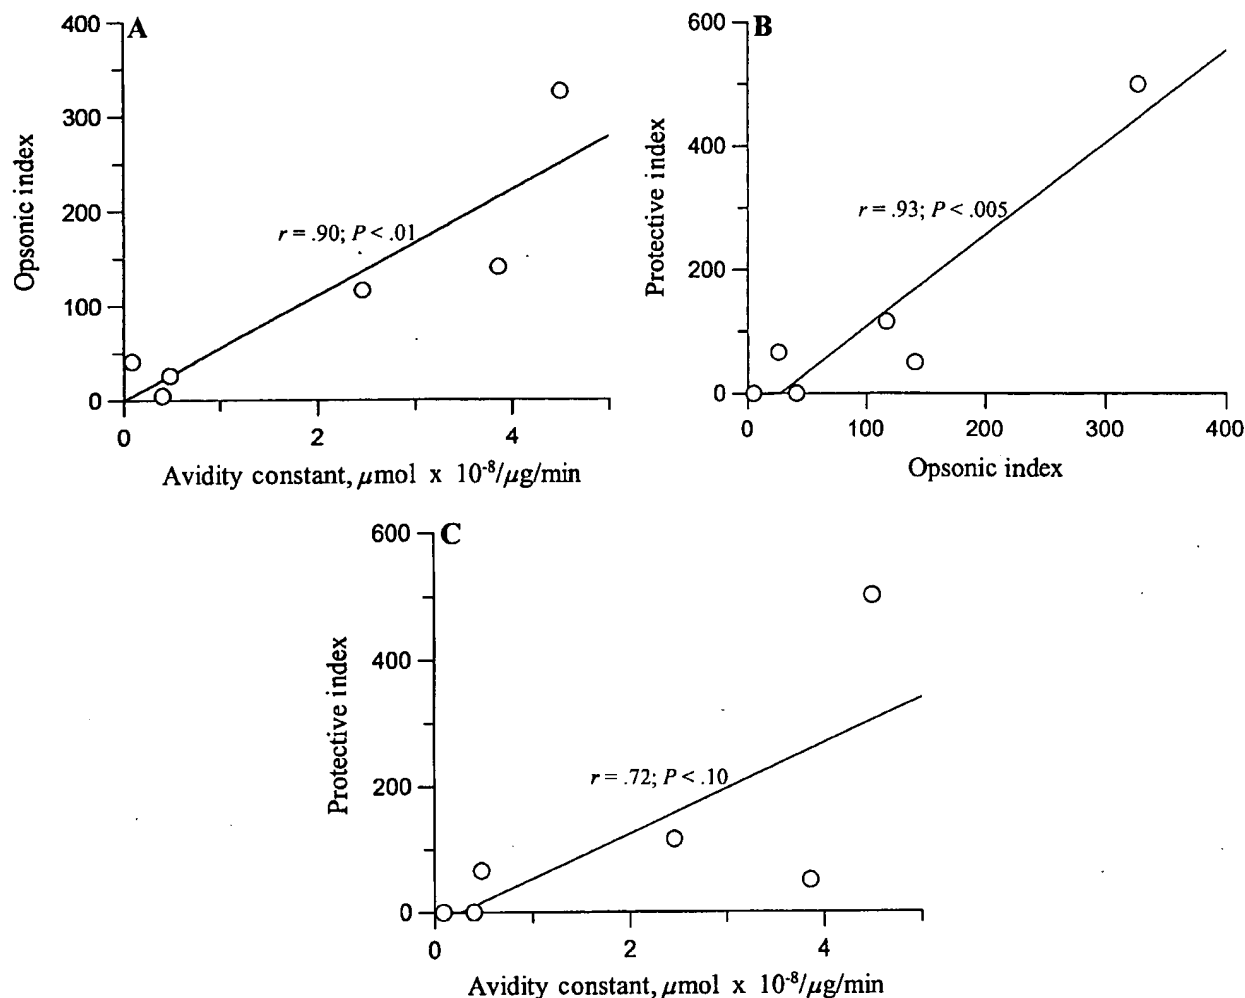 A
400
300
200
100
0
Opsonic index
r = .90; P < .01
0 2 4
Avidity constant, μmol x 10⁻⁸/μg/min
B
600
400
200
0
Protective index
r = .93; P < .005
0 100 200 300 400
Opsonic index
C
600
400
200
0
Protective index
r = .72; P < .10
0 2 4
Avidity constant, μmol x 10⁻⁸/μg/min